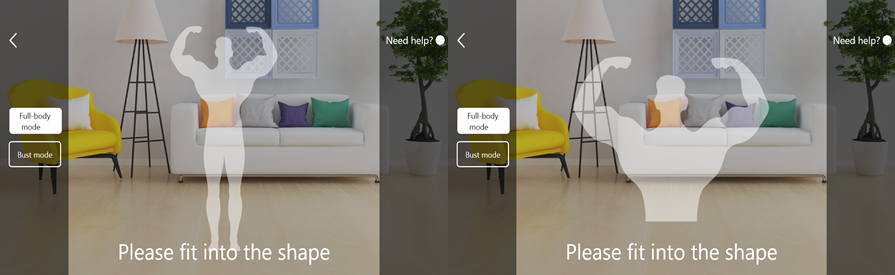 Need help?
Full-body
mode
Bust mode
Please fit into the shape
Need help?
Full-body
mode
Bust mode
Please fit into the shape